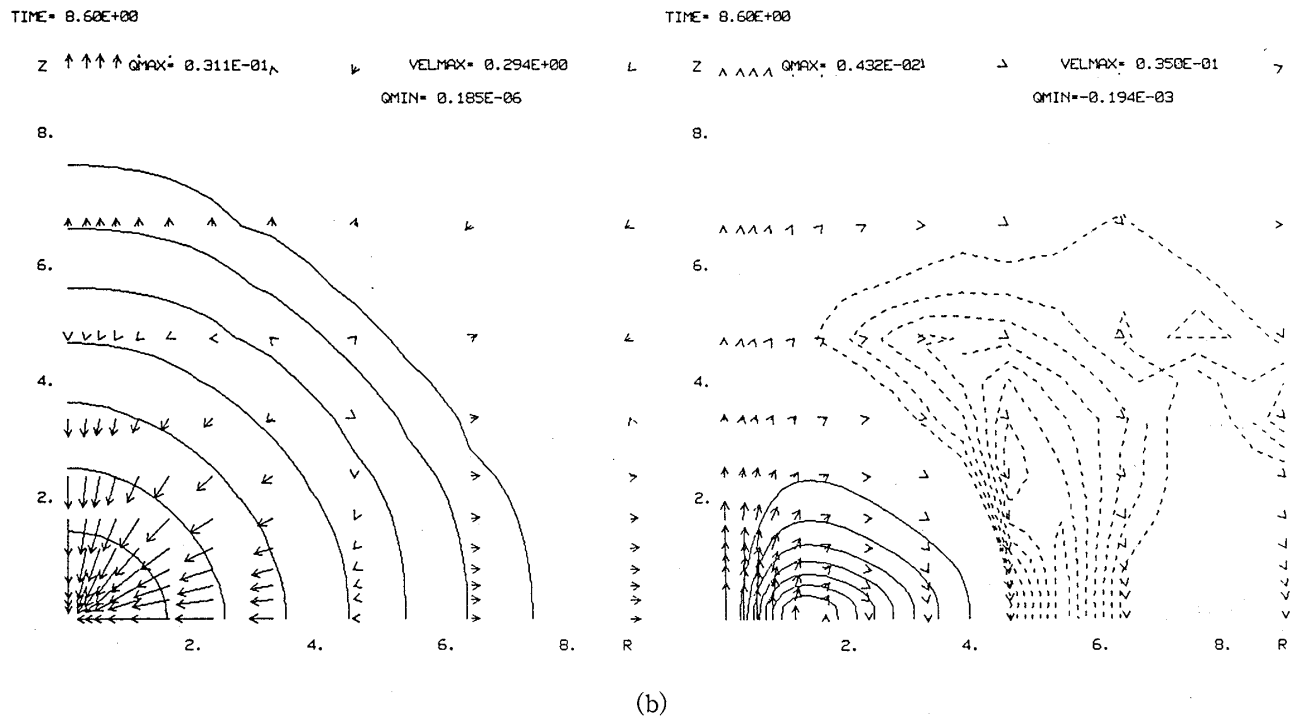 TIME= 8.60E+00
Z QMAX= 0.311E-01 VELMAX= 0.294E+00
QMIN= 0.185E-06
8.
6.
4.
2.
2. 4. 6. 8. R
TIME= 8.60E+00
Z QMAX= 0.432E-02 VELMAX= 0.350E-01
QMIN=-0.194E-03
8.
6.
4.
2.
2. 4. 6. 8. R
(b)